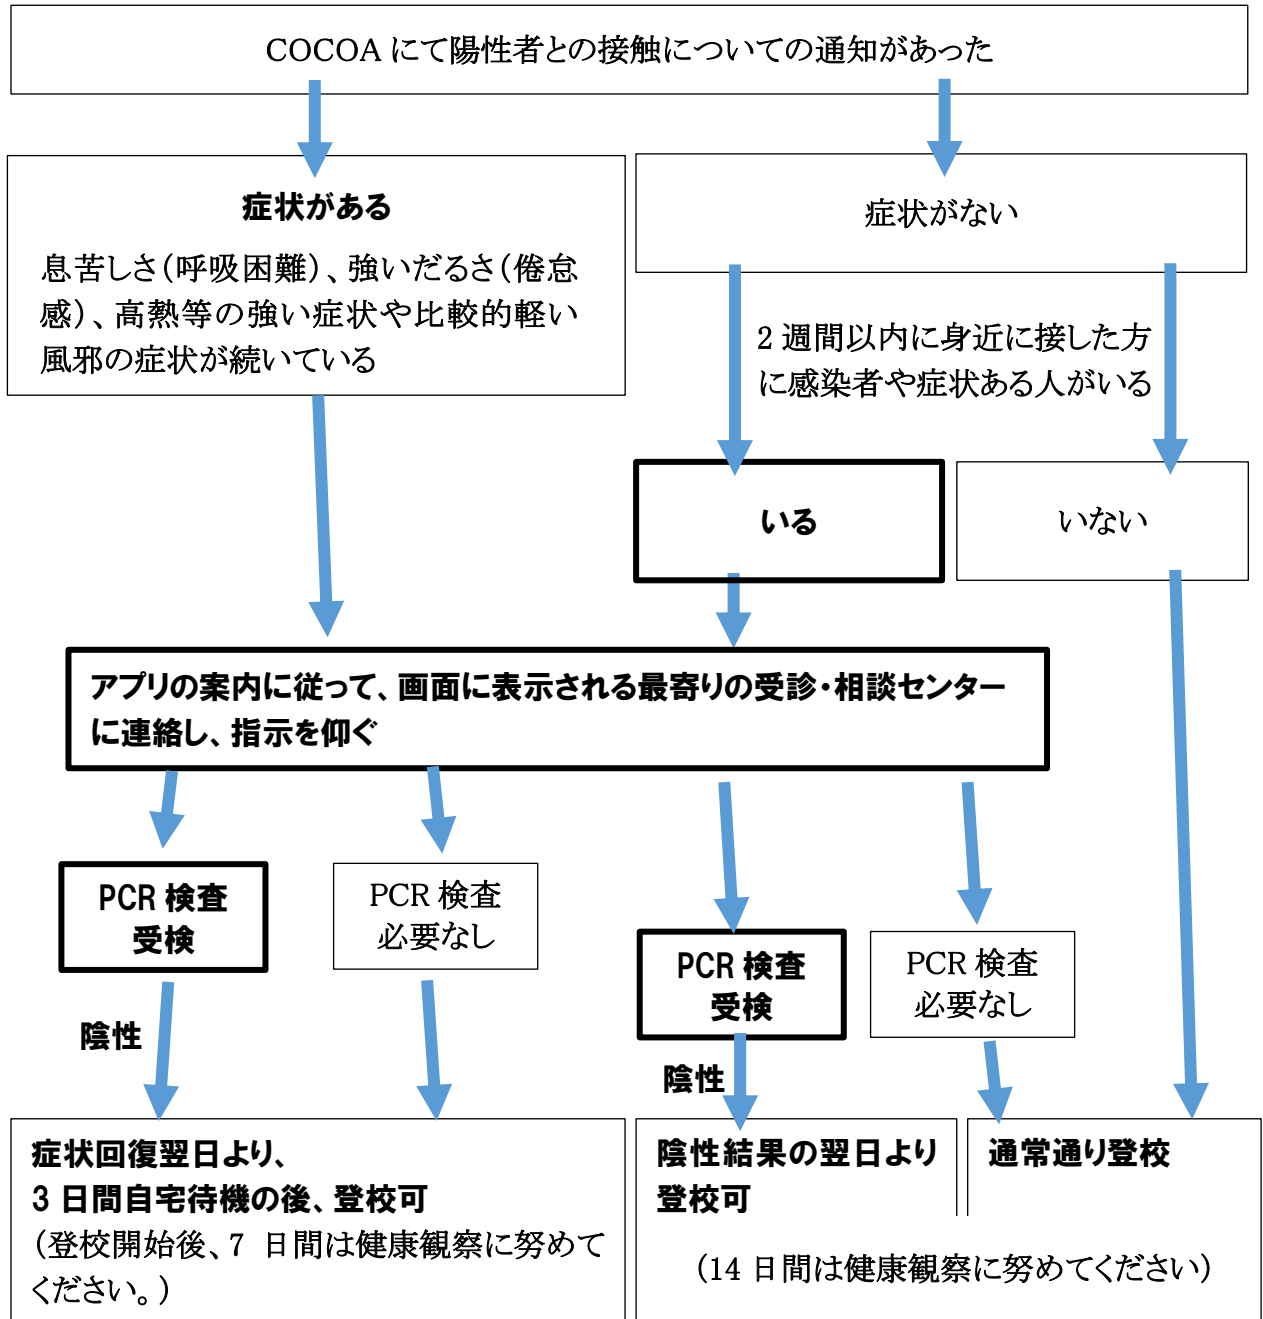 COCOA にて陽性者との接触についての通知があった
症状がある
息苦しさ(呼吸困難)、強いだるさ(倦怠
感)、高熱等の強い症状や比較的軽い
風邪の症状が続いている
症状がない
2 週間以内に身近に接した方
に感染者や症状ある人がいる
いる
いない
アプリの案内に従って、画面に表示される最寄りの受診・相談センター
に連絡し、指示を仰ぐ
PCR 検査
受検
PCR 検査
必要なし
PCR 検査
受検
PCR 検査
必要なし
陰性
陰性
症状回復翌日より、
3 日間自宅待機の後、登校可
(登校開始後、7 日間は健康観察に努めて
ください。)
陰性結果の翌日より
登校可
通常通り登校
(14 日間は健康観察に努めてください)